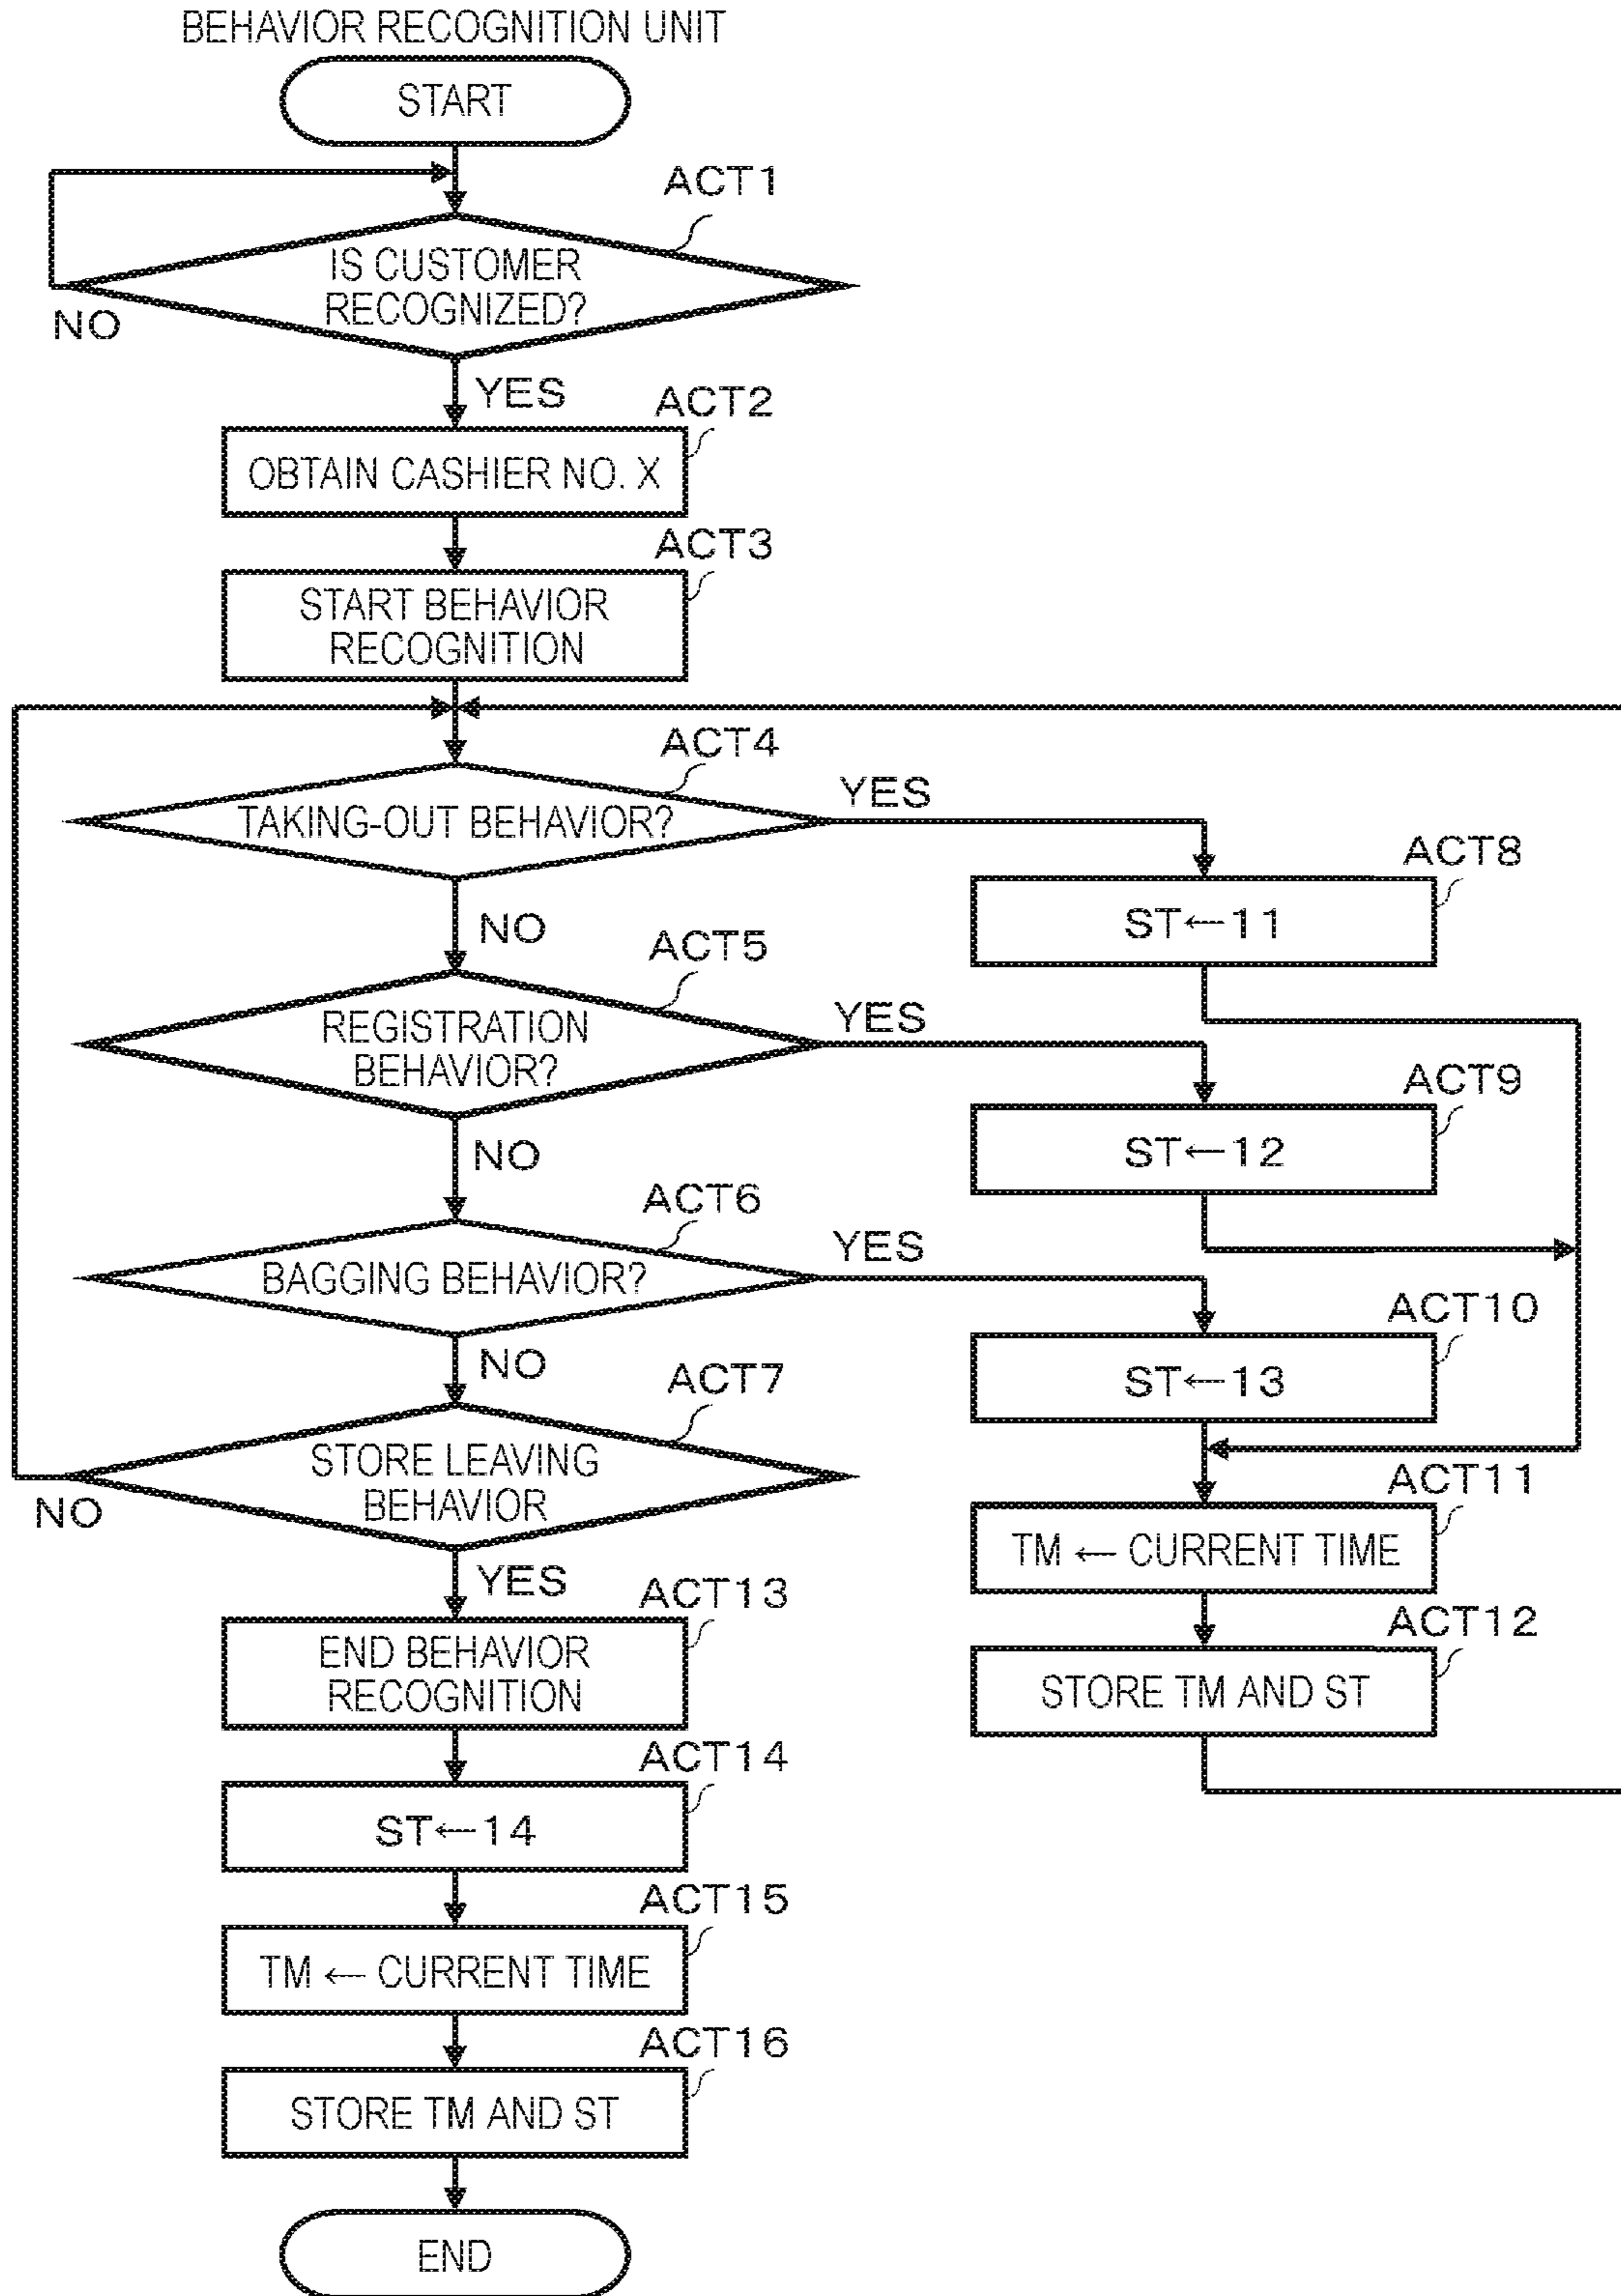 BEHAVIOR RECOGNITION UNIT
START
ACT1
IS CUSTOMER
RECOGNIZED?
NO
YES
ACT2
OBTAIN CASHIER NO. X
ACT3
START BEHAVIOR
RECOGNITION
ACT4
TAKING-OUT BEHAVIOR?
YES
ACT8
ST←11
NO
ACT5
REGISTRATION
BEHAVIOR?
YES
ACT9
ST←12
NO
ACT6
BAGGING BEHAVIOR?
YES
ACT10
ST←13
NO
ACT7
STORE LEAVING
BEHAVIOR
NO
YES
ACT11
TM ← CURRENT TIME
ACT12
STORE TM AND ST
ACT13
END BEHAVIOR
RECOGNITION
ACT14
ST←14
ACT15
TM ← CURRENT TIME
ACT16
STORE TM AND ST
END